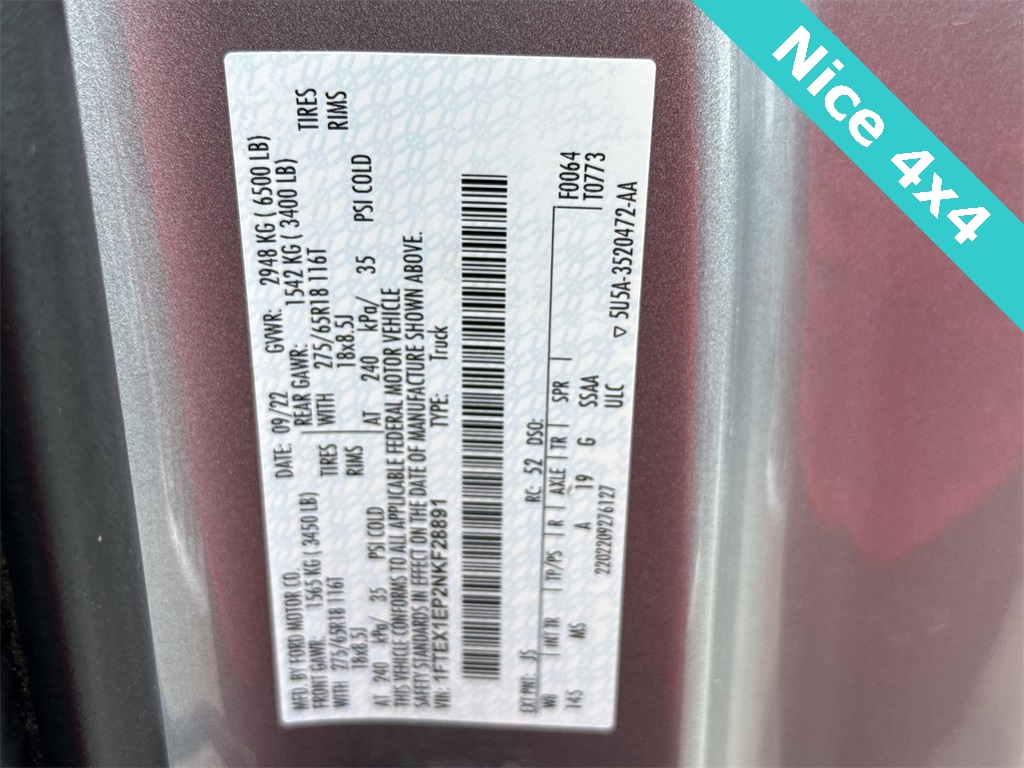 Nice 4x4
MFD. BY FORD MOTOR CO.
DATE: 09/22 GVWR: 2948 KG ( 6500 LB)
FRONT GAWR: 1565 KG ( 3450 LB)
REAR GAWR: 1542 KG ( 3400 LB)
WITH 275/65R18 116T TIRES
WITH 275/65R18 116T TIRES
18x8.5J RIMS
18x8.5J RIMS
AT 240 kPa/ 35 PSI COLD
AT 240 kPa/ 35 PSI COLD
THIS VEHICLE CONFORMS TO ALL APPLICABLE FEDERAL MOTOR VEHICLE
SAFETY STANDARDS IN EFFECT ON THE DATE OF MANUFACTURE SHOWN ABOVE.
VIN: 1FTEX1EP2NKF28891 TYPE: Truck
EXT PNT: JS RC: 52 DSO: F0064
WB INT TR TP/PS R AXLE TR SPR T0773
145 MS A 19 G SSAA
2202209276127 ULC
▽ 5U5A-3520472-AA